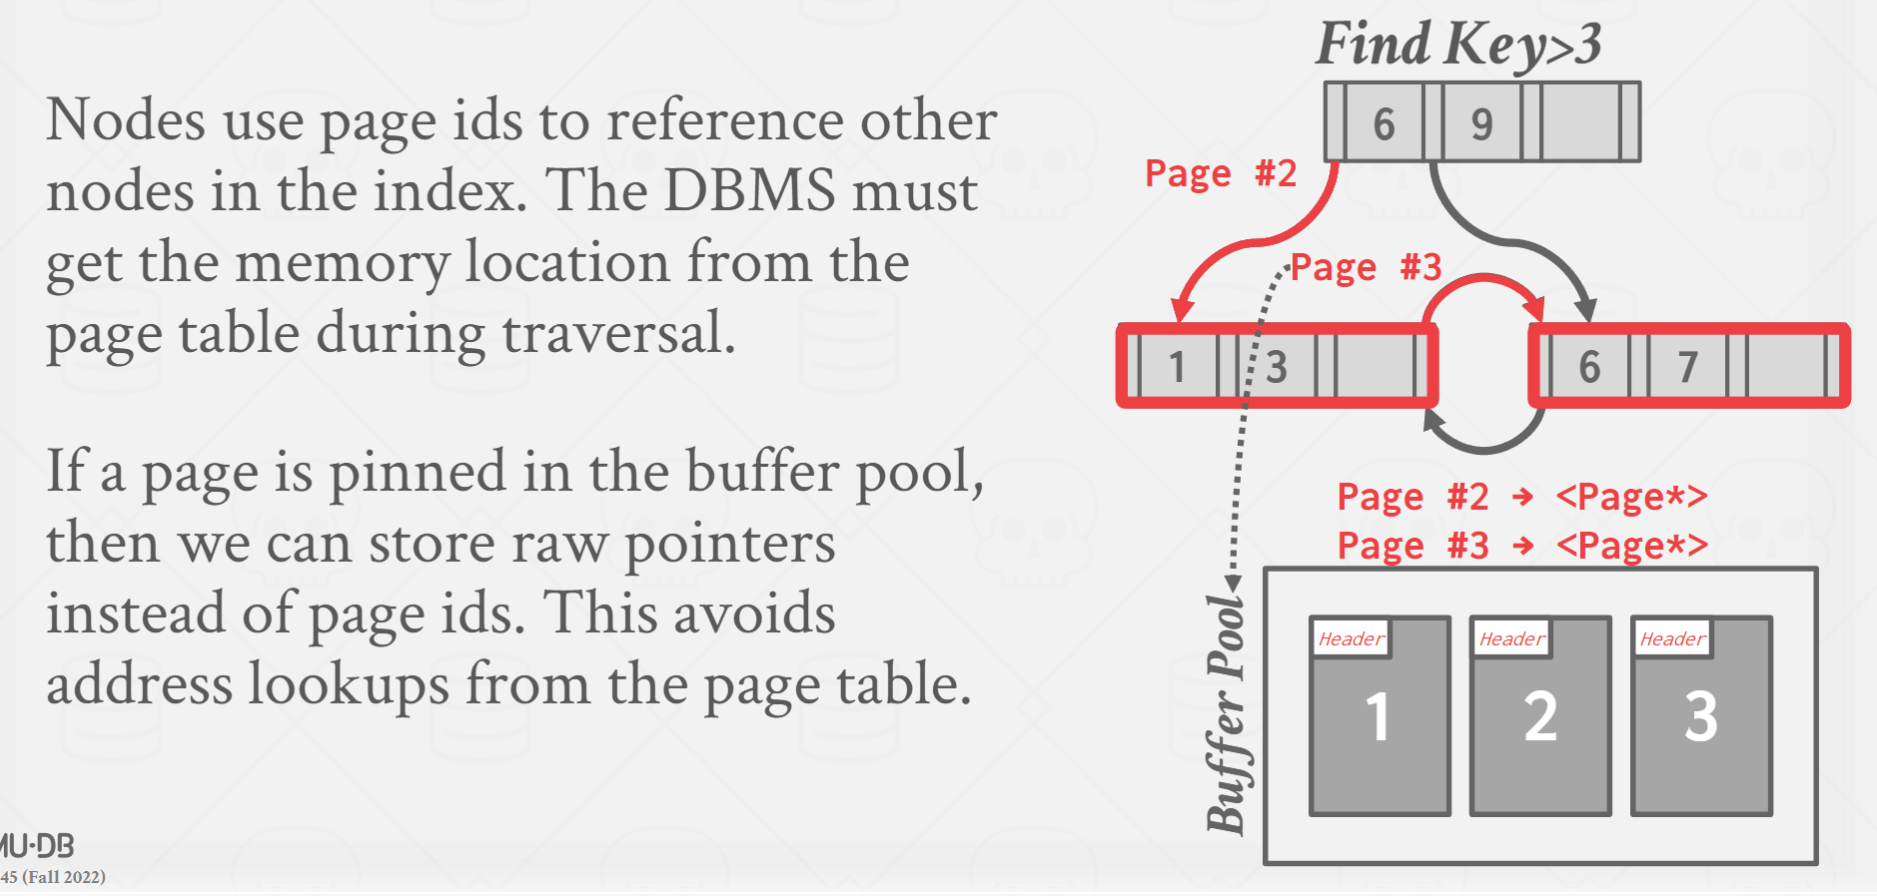 Nodes use page ids to reference other
nodes in the index. The DBMS must
get the memory location from the
page table during traversal.
If a page is pinned in the buffer pool,
then we can store raw pointers
instead of page ids. This avoids
address lookups from the page table.
Find Key>3
6 9
Page #2
Page #3
1 3
6 7
Page #2 → <Page*>
Page #3 → <Page*>
Buffer Pool
Header Header Header
1 2 3
MU·DB
45 (Fall 2022)